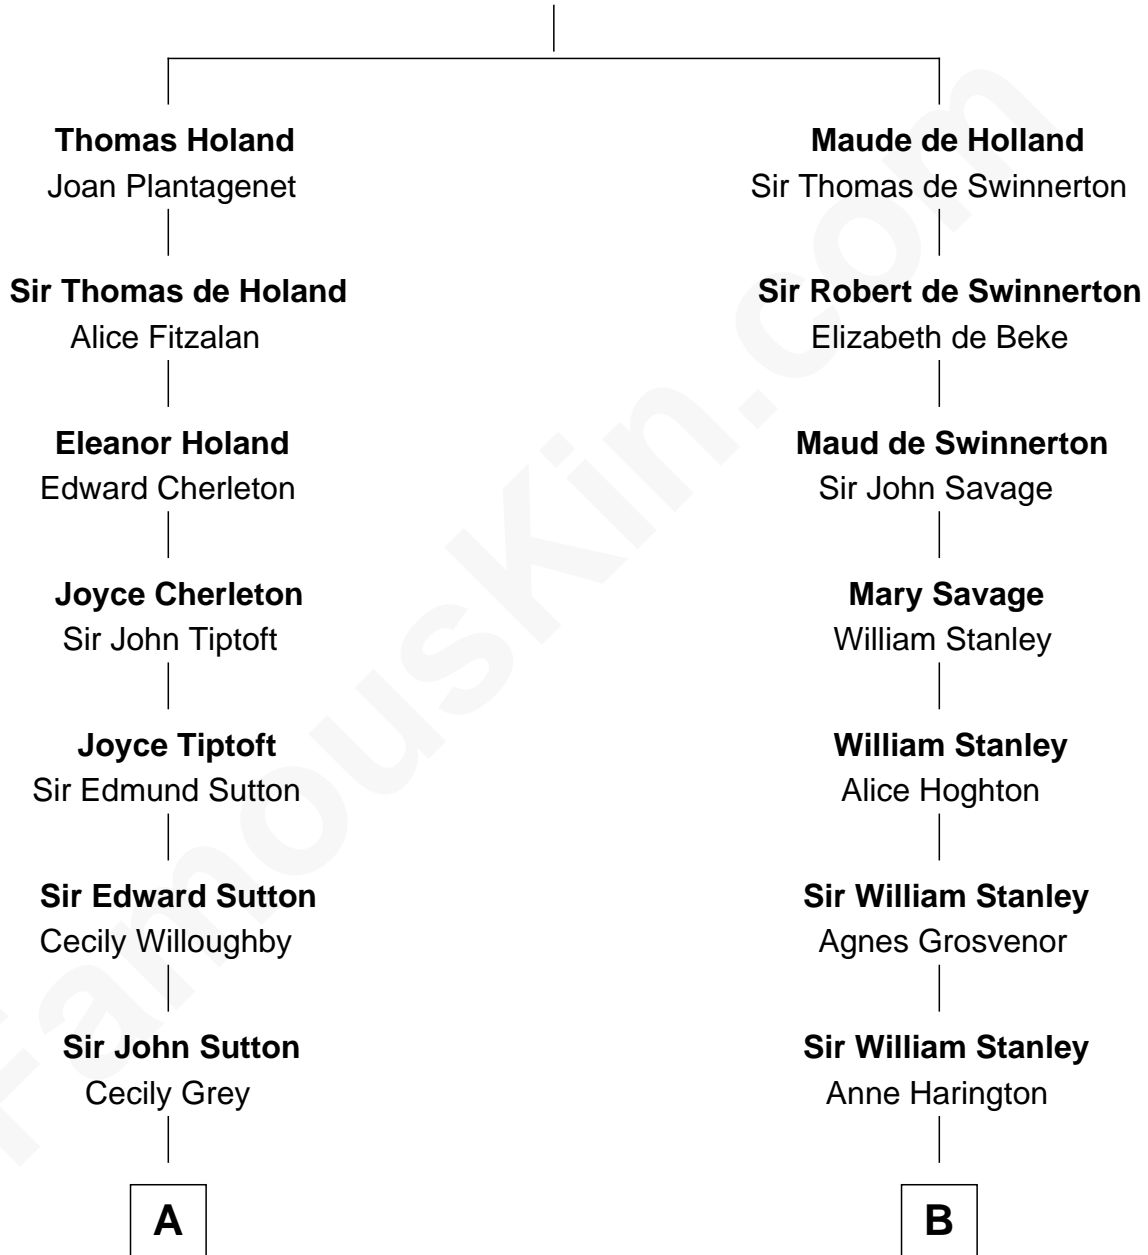 Thomas Holand
Joan Plantagenet
Sir Thomas de Holand
Alice Fitzalan
Eleanor Holand
Edward Cherleton
Joyce Cherleton
Sir John Tiptoft
Joyce Tiptoft
Sir Edmund Sutton
Sir Edward Sutton
Cecily Willoughby
Sir John Sutton
Cecily Grey
A
Maude de Holland
Sir Thomas de Swinnerton
Sir Robert de Swinnerton
Elizabeth de Beke
Maud de Swinnerton
Sir John Savage
Mary Savage
William Stanley
William Stanley
Alice Hoghton
Sir William Stanley
Agnes Grosvenor
Sir William Stanley
Anne Harington
B
FamousKin.com